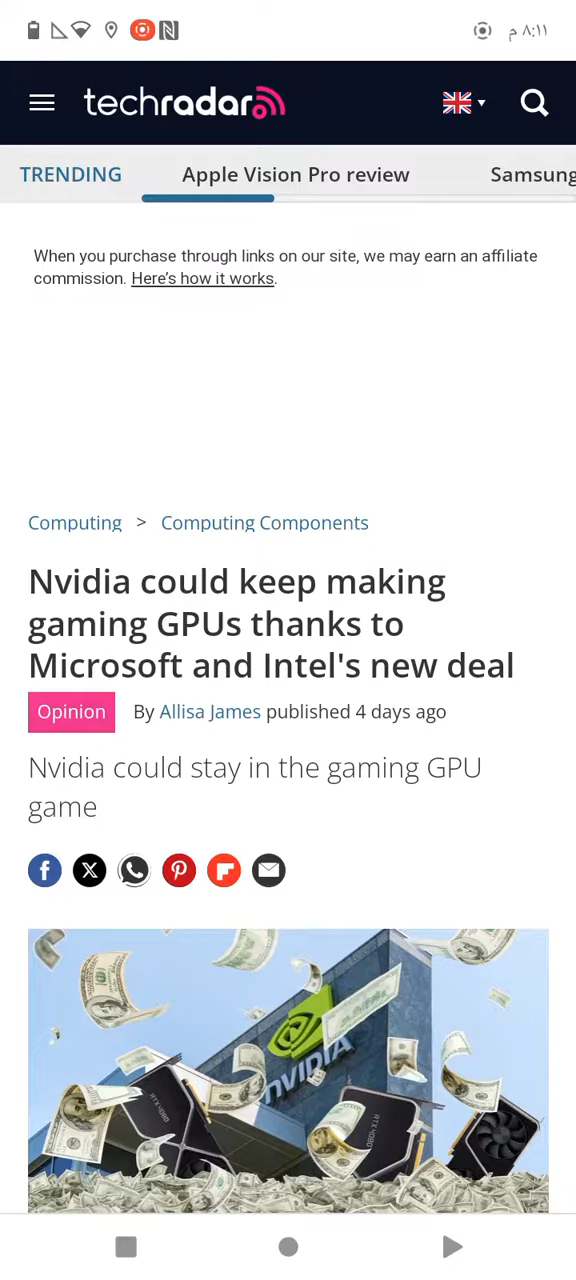 ٨:١١ م
techradar
TRENDING
Apple Vision Pro review
Samsung
When you purchase through links on our site, we may earn an affiliate
commission. Here’s how it works.
Computing > Computing Components
Nvidia could keep making
gaming GPUs thanks to
Microsoft and Intel's new deal
Opinion
By Allisa James published 4 days ago
Nvidia could stay in the gaming GPU
game
NVIDIA
RTX 4080